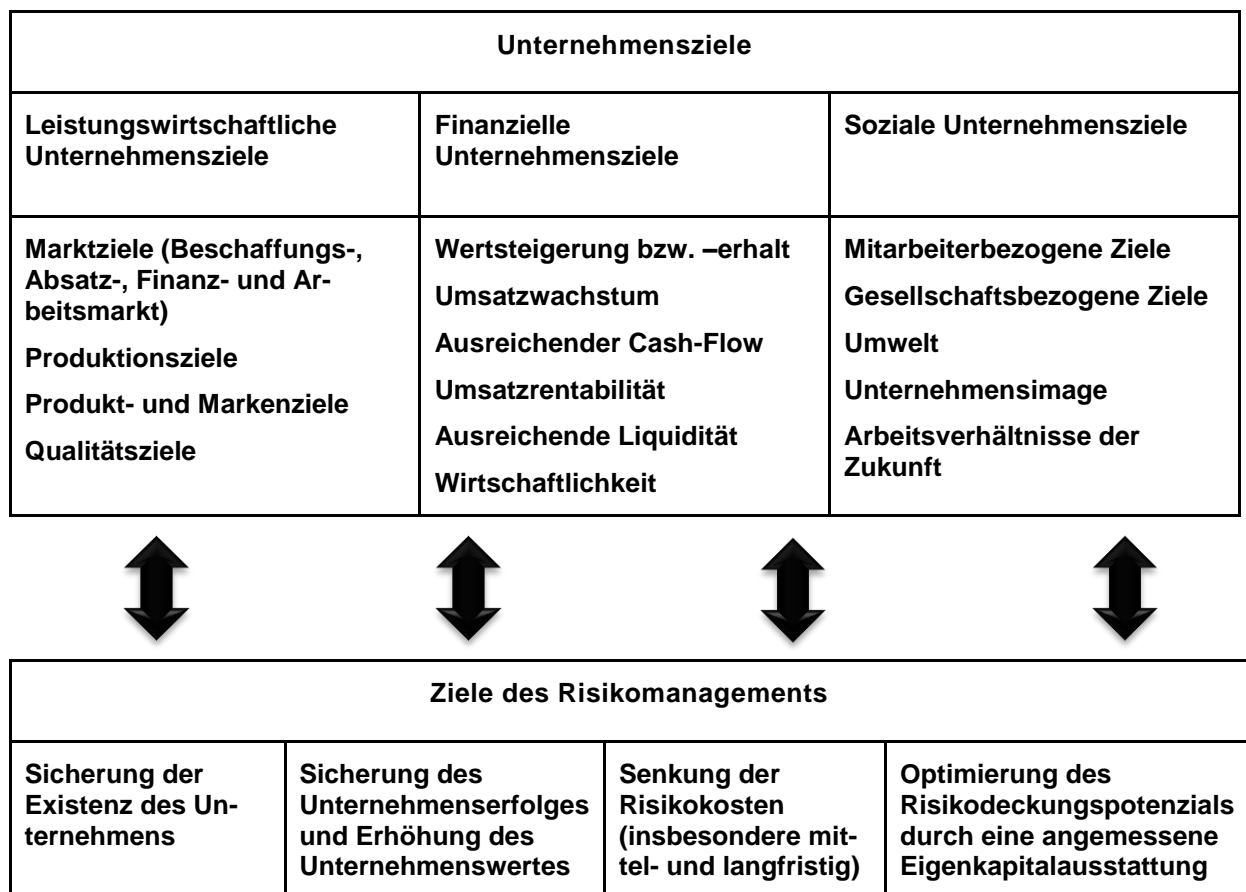 Unternehmensziele
Leistungswirtschaftliche
Unternehmensziele
Finanzielle
Unternehmensziele
Soziale Unternehmensziele
Marktziele (Beschaffungs-,
Absatz-, Finanz- und Ar-
beitsmarkt)
Produktionsziele
Produkt- und Markenziele
Qualitätsziele
Wertsteigerung bzw. –erhalt
Umsatzwachstum
Ausreichender Cash-Flow
Umsatzrentabilität
Ausreichende Liquidität
Wirtschaftlichkeit
Mitarbeiterbezogene Ziele
Gesellschaftsbezogene Ziele
Umwelt
Unternehmensimage
Arbeitsverhältnisse der
Zukunft
Ziele des Risikomanagements
Sicherung der
Existenz des Un-
ternehmens
Sicherung des
Unternehmenserfolges
und Erhöhung des
Unternehmenswertes
Senkung der
Risikokosten
(insbesondere mit-
tel- und langfristig)
Optimierung des
Risikodeckungspotenzials
durch eine angemessene
Eigenkapitalausstattung